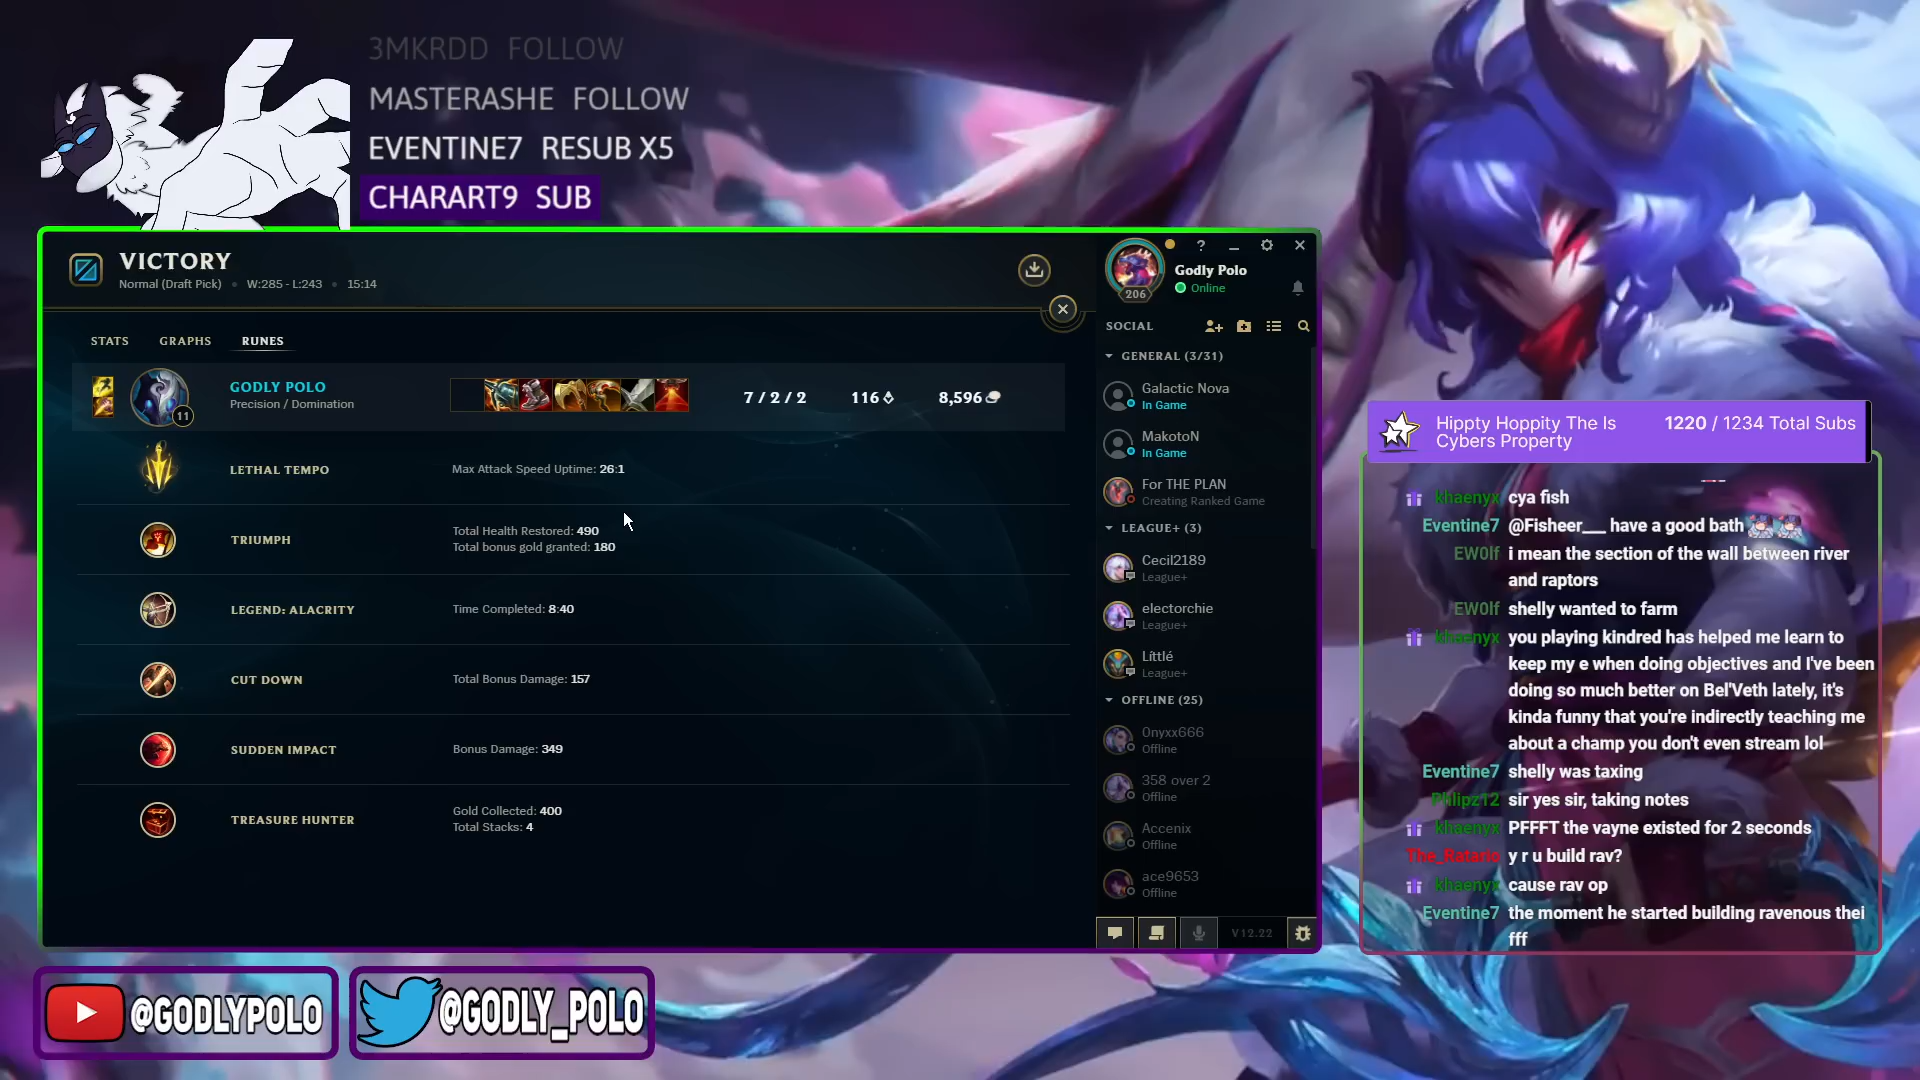 3MKRDD FOLLOW
MASTERASHE FOLLOW
EVENTINE7 RESUB X5
CHARART9 SUB
VICTORY
Normal (Draft Pick) • W:285 - L:243 • 15:14
STATS GRAPHS RUNES
11
GODLY POLO
Precision / Domination
7 / 2 / 2 116 8,596
LETHAL TEMPO
Max Attack Speed Uptime: 26:1
TRIUMPH
Total Health Restored: 490
Total bonus gold granted: 180
LEGEND: ALACRITY
Time Completed: 8:40
CUT DOWN
Total Bonus Damage: 157
SUDDEN IMPACT
Bonus Damage: 349
TREASURE HUNTER
Gold Collected: 400
Total Stacks: 4
206
Godly Polo
Online
SOCIAL
GENERAL (3/31)
Galactic Nova
In Game
MakotoN
In Game
For THE PLAN
Creating Ranked Game
LEAGUE+ (3)
Cecil2189
League+
electorchie
League+
Líttlé
League+
OFFLINE (25)
0nyxx666
Offline
358 over 2
Offline
Accenix
Offline
ace9653
Offline
V12.22
Hippty Hoppity The Is
Cybers Property
1220 / 1234 Total Subs
khaenyx cya fish
Eventine7 @Fisheer___ have a good bath
EW0lf i mean the section of the wall between river
and raptors
EW0lf shelly wanted to farm
khaenyx you playing kindred has helped me learn to
keep my e when doing objectives and I've been
doing so much better on Bel'Veth lately, it's
kinda funny that you're indirectly teaching me
about a champ you don't even stream lol
Eventine7 shelly was taxing
Phlipz12 sir yes sir, taking notes
khaenyx PFFFT the vayne existed for 2 seconds
The_Ratario y r u build rav?
khaenyx cause rav op
Eventine7 the moment he started building ravenous thei
fff
@GODLYPOLO
@GODLY_POLO